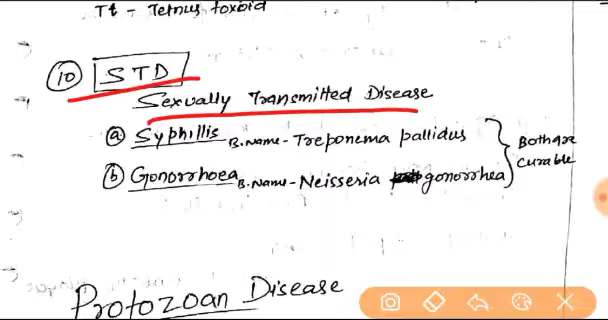 Tt - Tetnus toxoid
10 STD
Sexually Transmitted Disease
a Syphillis B.Name - Treponema pallidus
b Gonorrhoea B.Name - Neisseria gonorrhea
Both are
curable
Protozoan Disease